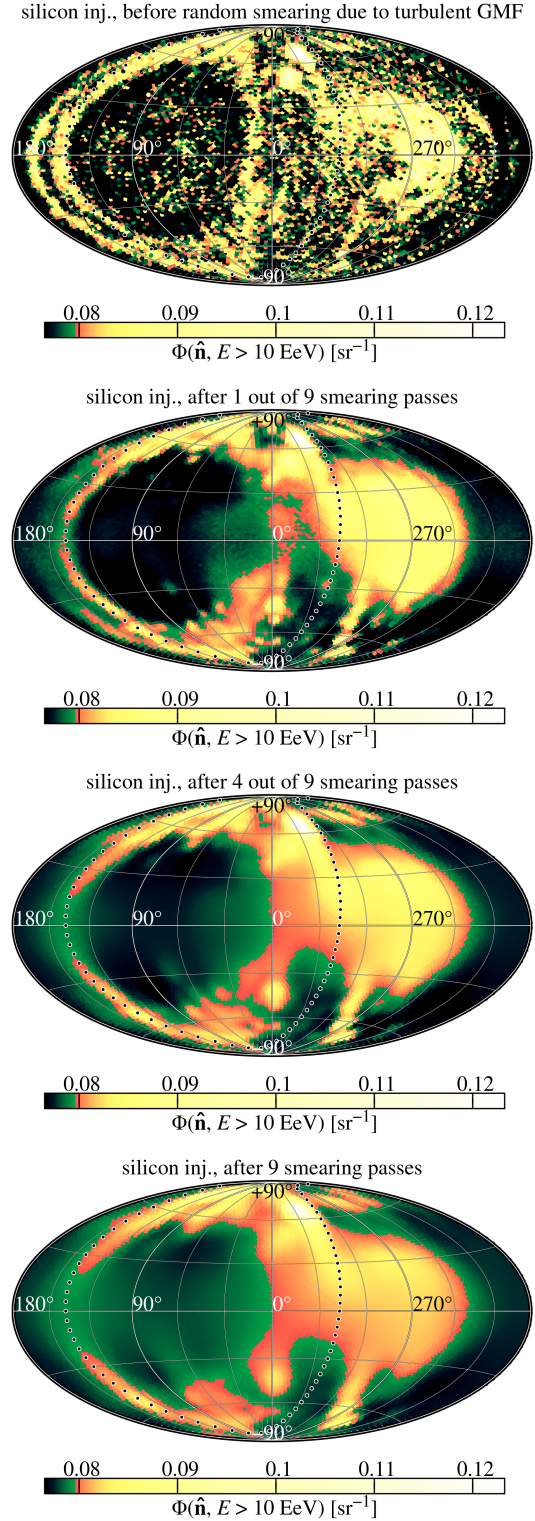 silicon inj., before random smearing due to turbulent GMF
+90°
180° 90° 0° 270°
-90°
0.08 0.09 0.1 0.11 0.12
Φ(n̂, E > 10 EeV) [sr⁻¹]
silicon inj., after 1 out of 9 smearing passes
+90°
180° 90° 0° 270°
-90°
0.08 0.09 0.1 0.11 0.12
Φ(n̂, E > 10 EeV) [sr⁻¹]
silicon inj., after 4 out of 9 smearing passes
+90°
180° 90° 0° 270°
-90°
0.08 0.09 0.1 0.11 0.12
Φ(n̂, E > 10 EeV) [sr⁻¹]
silicon inj., after 9 smearing passes
+90°
180° 90° 0° 270°
-90°
0.08 0.09 0.1 0.11 0.12
Φ(n̂, E > 10 EeV) [sr⁻¹]